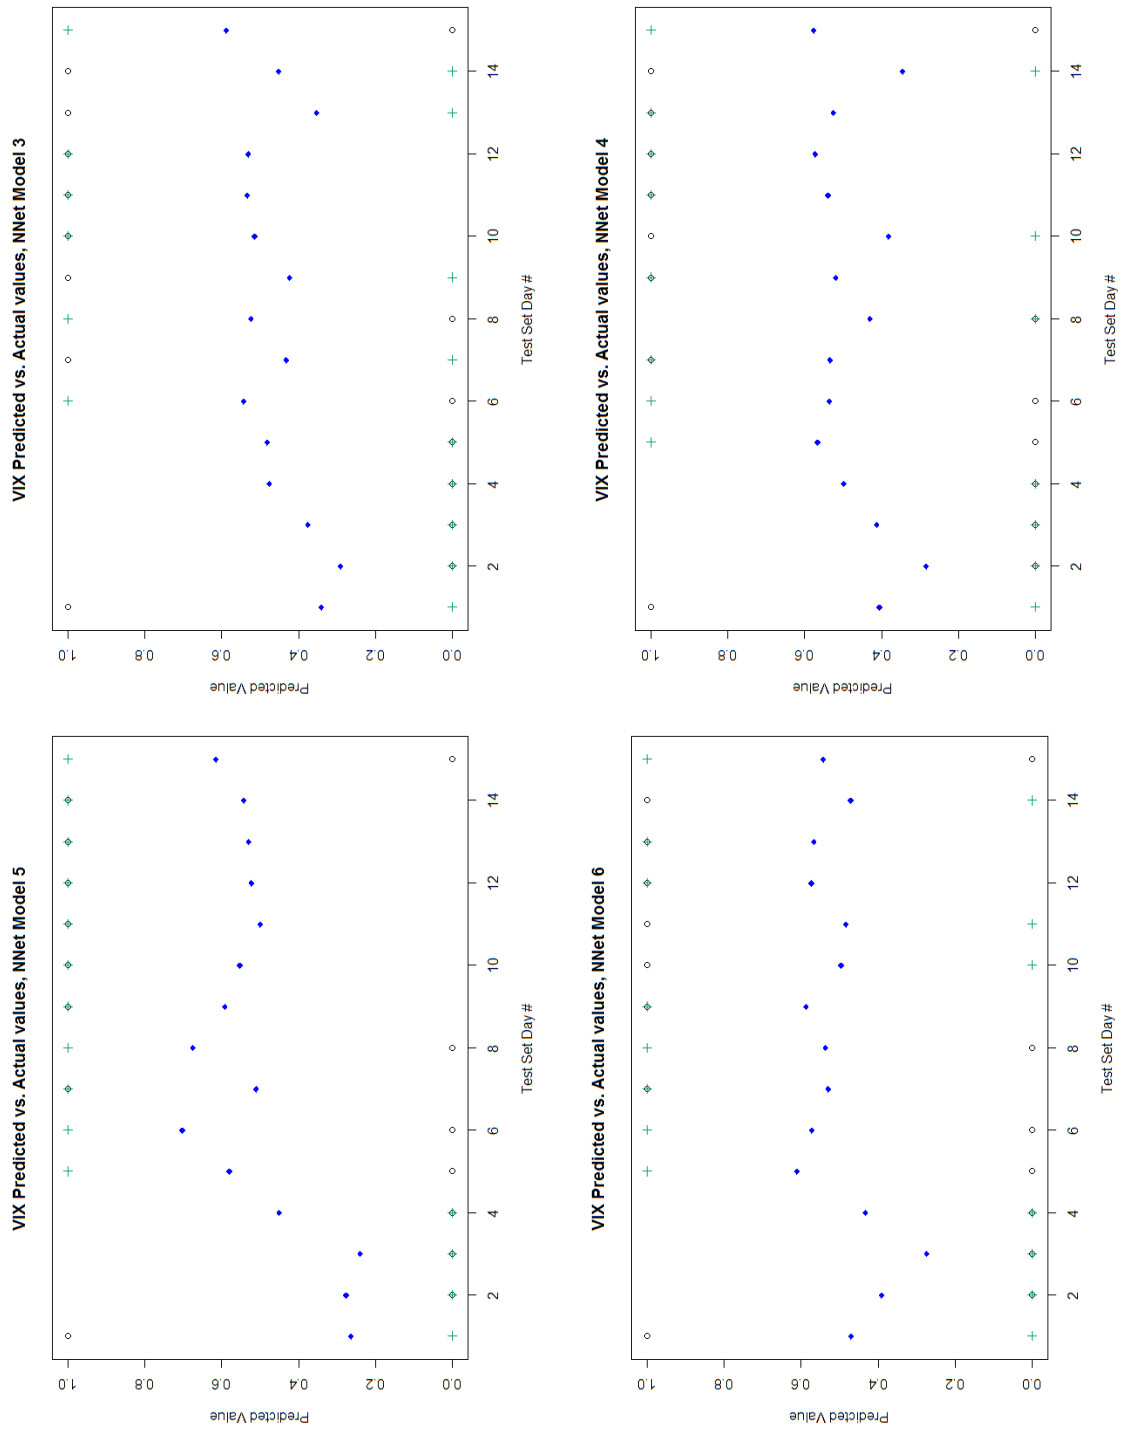 VIX Predicted vs. Actual values, NNet Model 5
Predicted Value
1.0
0.8
0.6
0.4
0.2
0.0
2 4 6 8 10 12 14
Test Set Day #
VIX Predicted vs. Actual values, NNet Model 3
Predicted Value
1.0
0.8
0.6
0.4
0.2
0.0
2 4 6 8 10 12 14
Test Set Day #
VIX Predicted vs. Actual values, NNet Model 6
Predicted Value
1.0
0.8
0.6
0.4
0.2
0.0
2 4 6 8 10 12 14
Test Set Day #
VIX Predicted vs. Actual values, NNet Model 4
Predicted Value
1.0
0.8
0.6
0.4
0.2
0.0
2 4 6 8 10 12 14
Test Set Day #